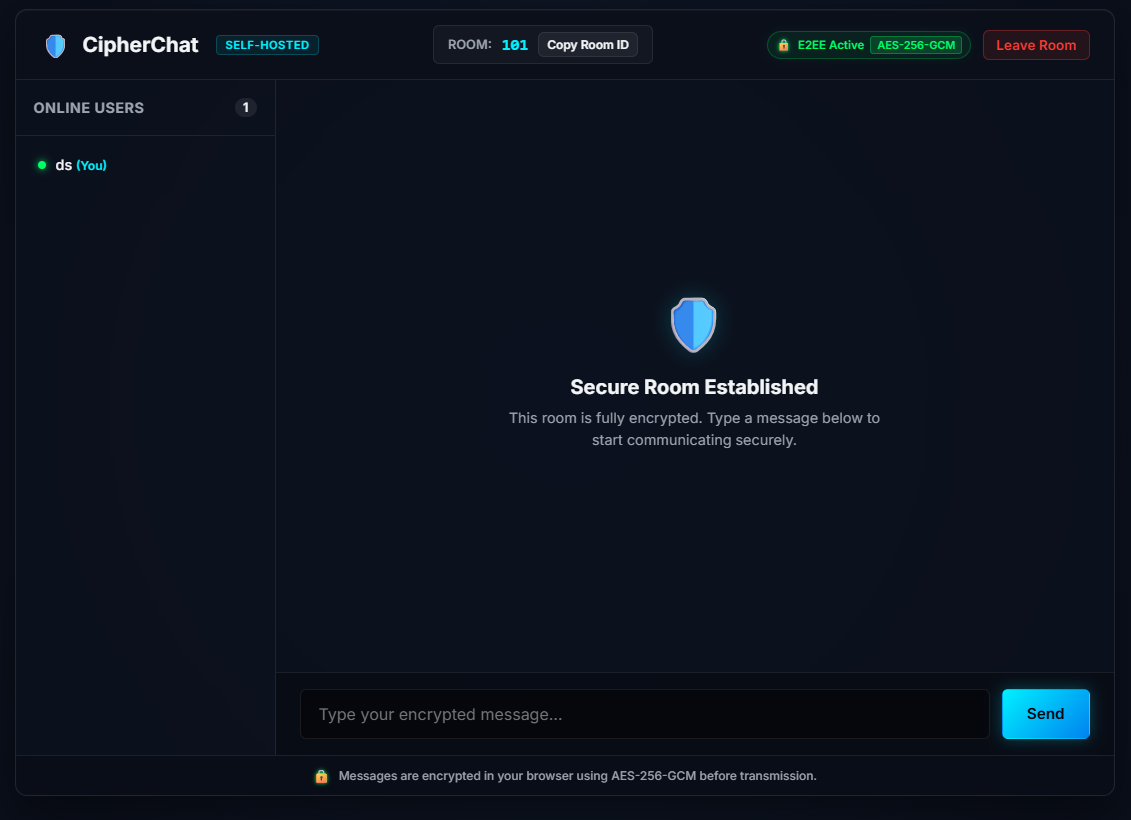 CipherChat SELF-HOSTED ROOM: 101 Copy Room ID E2EE Active AES-256-GCM Leave Room
ONLINE USERS 1
ds (You)
Secure Room Established
This room is fully encrypted. Type a message below to
start communicating securely.
Type your encrypted message...
Send
Messages are encrypted in your browser using AES-256-GCM before transmission.